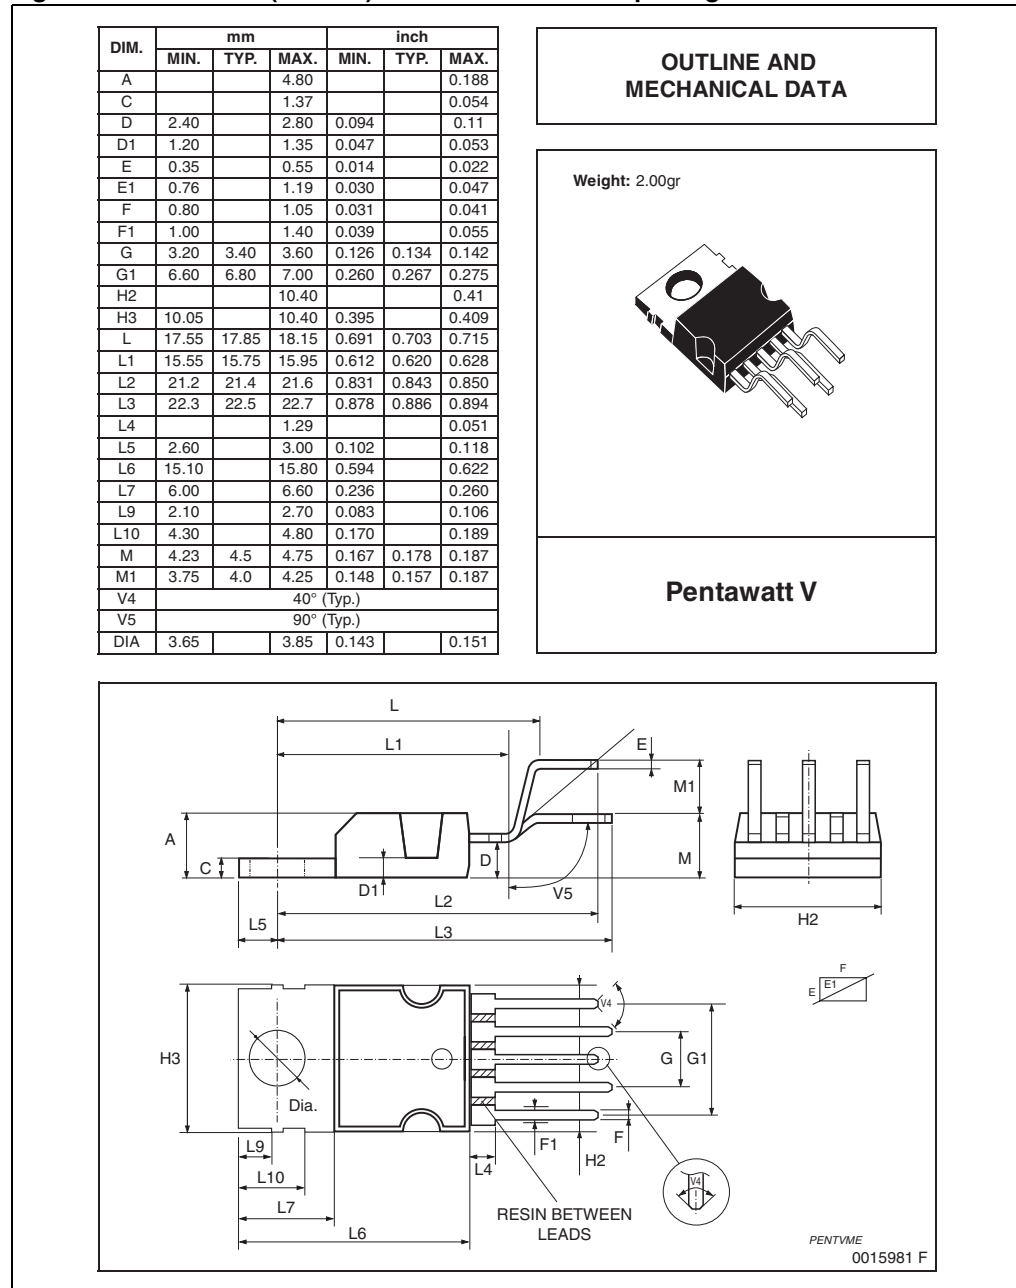 DIM. mm inch
MIN. TYP. MAX. MIN. TYP. MAX.
A 4.80 0.188
C 1.37 0.054
D 2.40 2.80 0.094 0.11
D1 1.20 1.35 0.047 0.053
E 0.35 0.55 0.014 0.022
E1 0.76 1.19 0.030 0.047
F 0.80 1.05 0.031 0.041
F1 1.00 1.40 0.039 0.055
G 3.20 3.40 3.60 0.126 0.134 0.142
G1 6.60 6.80 7.00 0.260 0.267 0.275
H2 10.40 0.41
H3 10.05 10.40 0.395 0.409
L 17.55 17.85 18.15 0.691 0.703 0.715
L1 15.55 15.75 15.95 0.612 0.620 0.628
L2 21.2 21.4 21.6 0.831 0.843 0.850
L3 22.3 22.5 22.7 0.878 0.886 0.894
L4 1.29 0.051
L5 2.60 3.00 0.102 0.118
L6 15.10 15.80 0.594 0.622
L7 6.00 6.60 0.236 0.260
L9 2.10 2.70 0.083 0.106
L10 4.30 4.80 0.170 0.189
M 4.23 4.5 4.75 0.167 0.178 0.187
M1 3.75 4.0 4.25 0.148 0.157 0.187
V4 40° (Typ.)
V5 90° (Typ.)
DIA 3.65 3.85 0.143 0.151
OUTLINE AND
MECHANICAL DATA
Weight: 2.00gr
Pentawatt V
L
L1
E
M1
A
C
D1
D
M
V5
L2
L5
L3
H2
F
E E1
V4
H3
G G1
Dia.
L9
F1
F
L4
H2
L10
L7
V4
L6
RESIN BETWEEN
LEADS
PENTVME
0015981 F